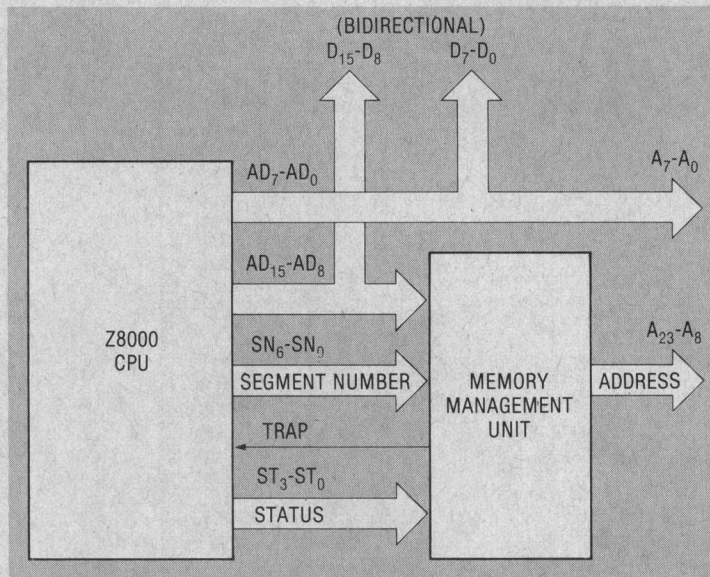 (BIDIRECTIONAL)
D₁₅-D₈
D₇-D₀
AD₇-AD₀
A₇-A₀
AD₁₅-AD₈
Z8000
CPU
SN₆-SN₀
SEGMENT NUMBER
MEMORY
MANAGEMENT
UNIT
A₂₃-A₈
ADDRESS
TRAP
ST₃-ST₀
STATUS